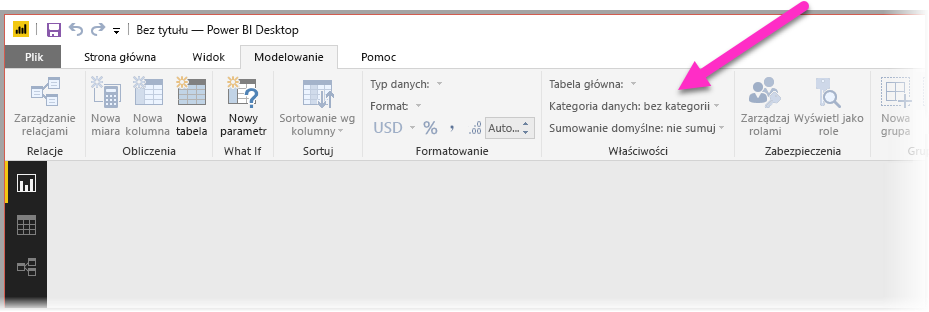 Bez tytułu — Power BI Desktop
Plik Strona główna Widok Modelowanie Pomoc
Zarządzanie relacjami
Nowa miara
Nowa kolumna
Nowa tabela
Nowy parametr
Sortowanie wg kolumny
Typ danych:
Format:
USD % , .00 Auto...
Tabela główna:
Kategoria danych: bez kategorii
Sumowanie domyślne: nie sumuj
Zarządzaj rolami
Wyświetl jako role
Nowa grupa
Relacje Obliczenia What If Sortuj Formatowanie Właściwości Zabezpieczenia